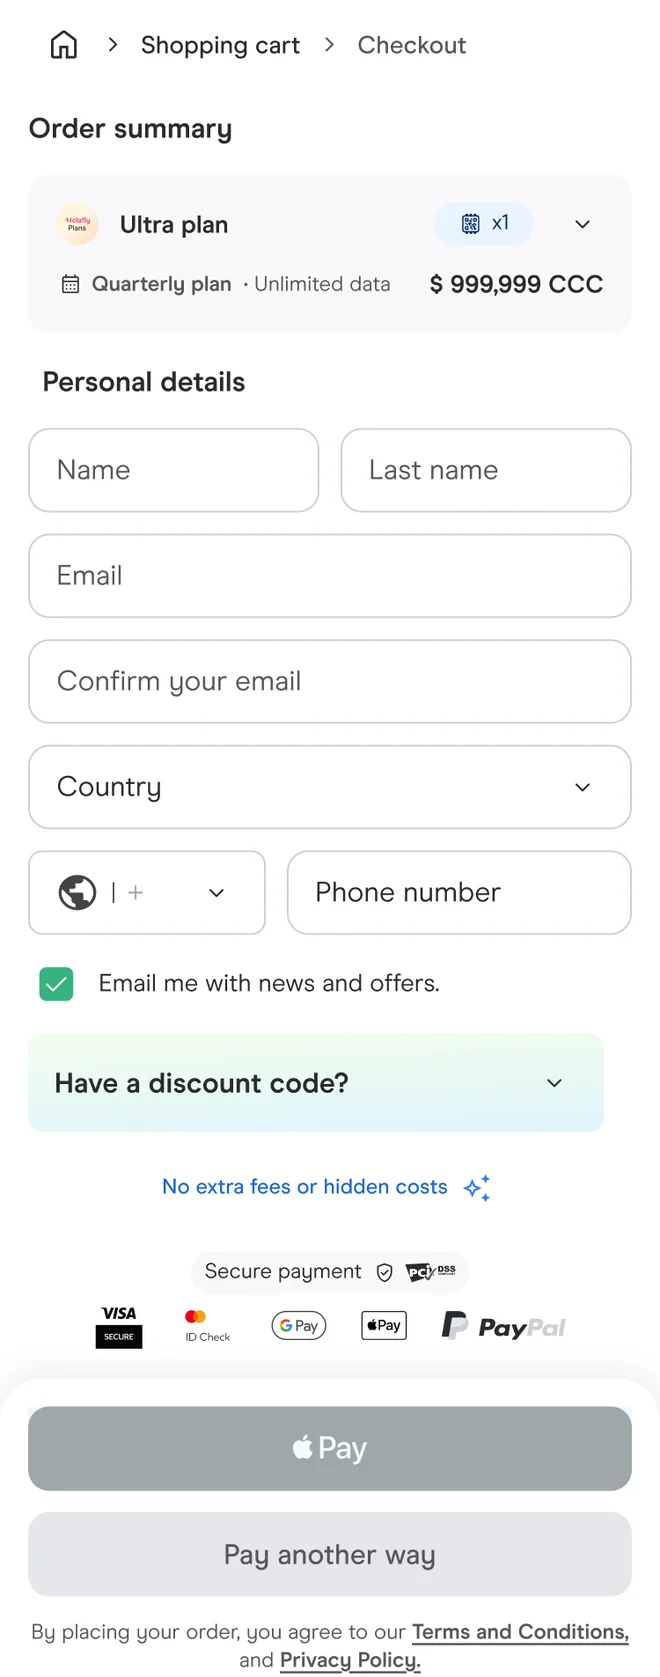 Shopping cart > Checkout
Order summary
Holafly
Plans
Ultra plan
x1
Quarterly plan · Unlimited data
$ 999,999 CCC
Personal details
Name
Last name
Email
Confirm your email
Country
| +
Phone number
Email me with news and offers.
Have a discount code?
No extra fees or hidden costs
Secure payment
PCI DSS
VISA
SECURE
ID Check
G Pay
Pay
PayPal
Pay
Pay another way
By placing your order, you agree to our Terms and Conditions,
and Privacy Policy.